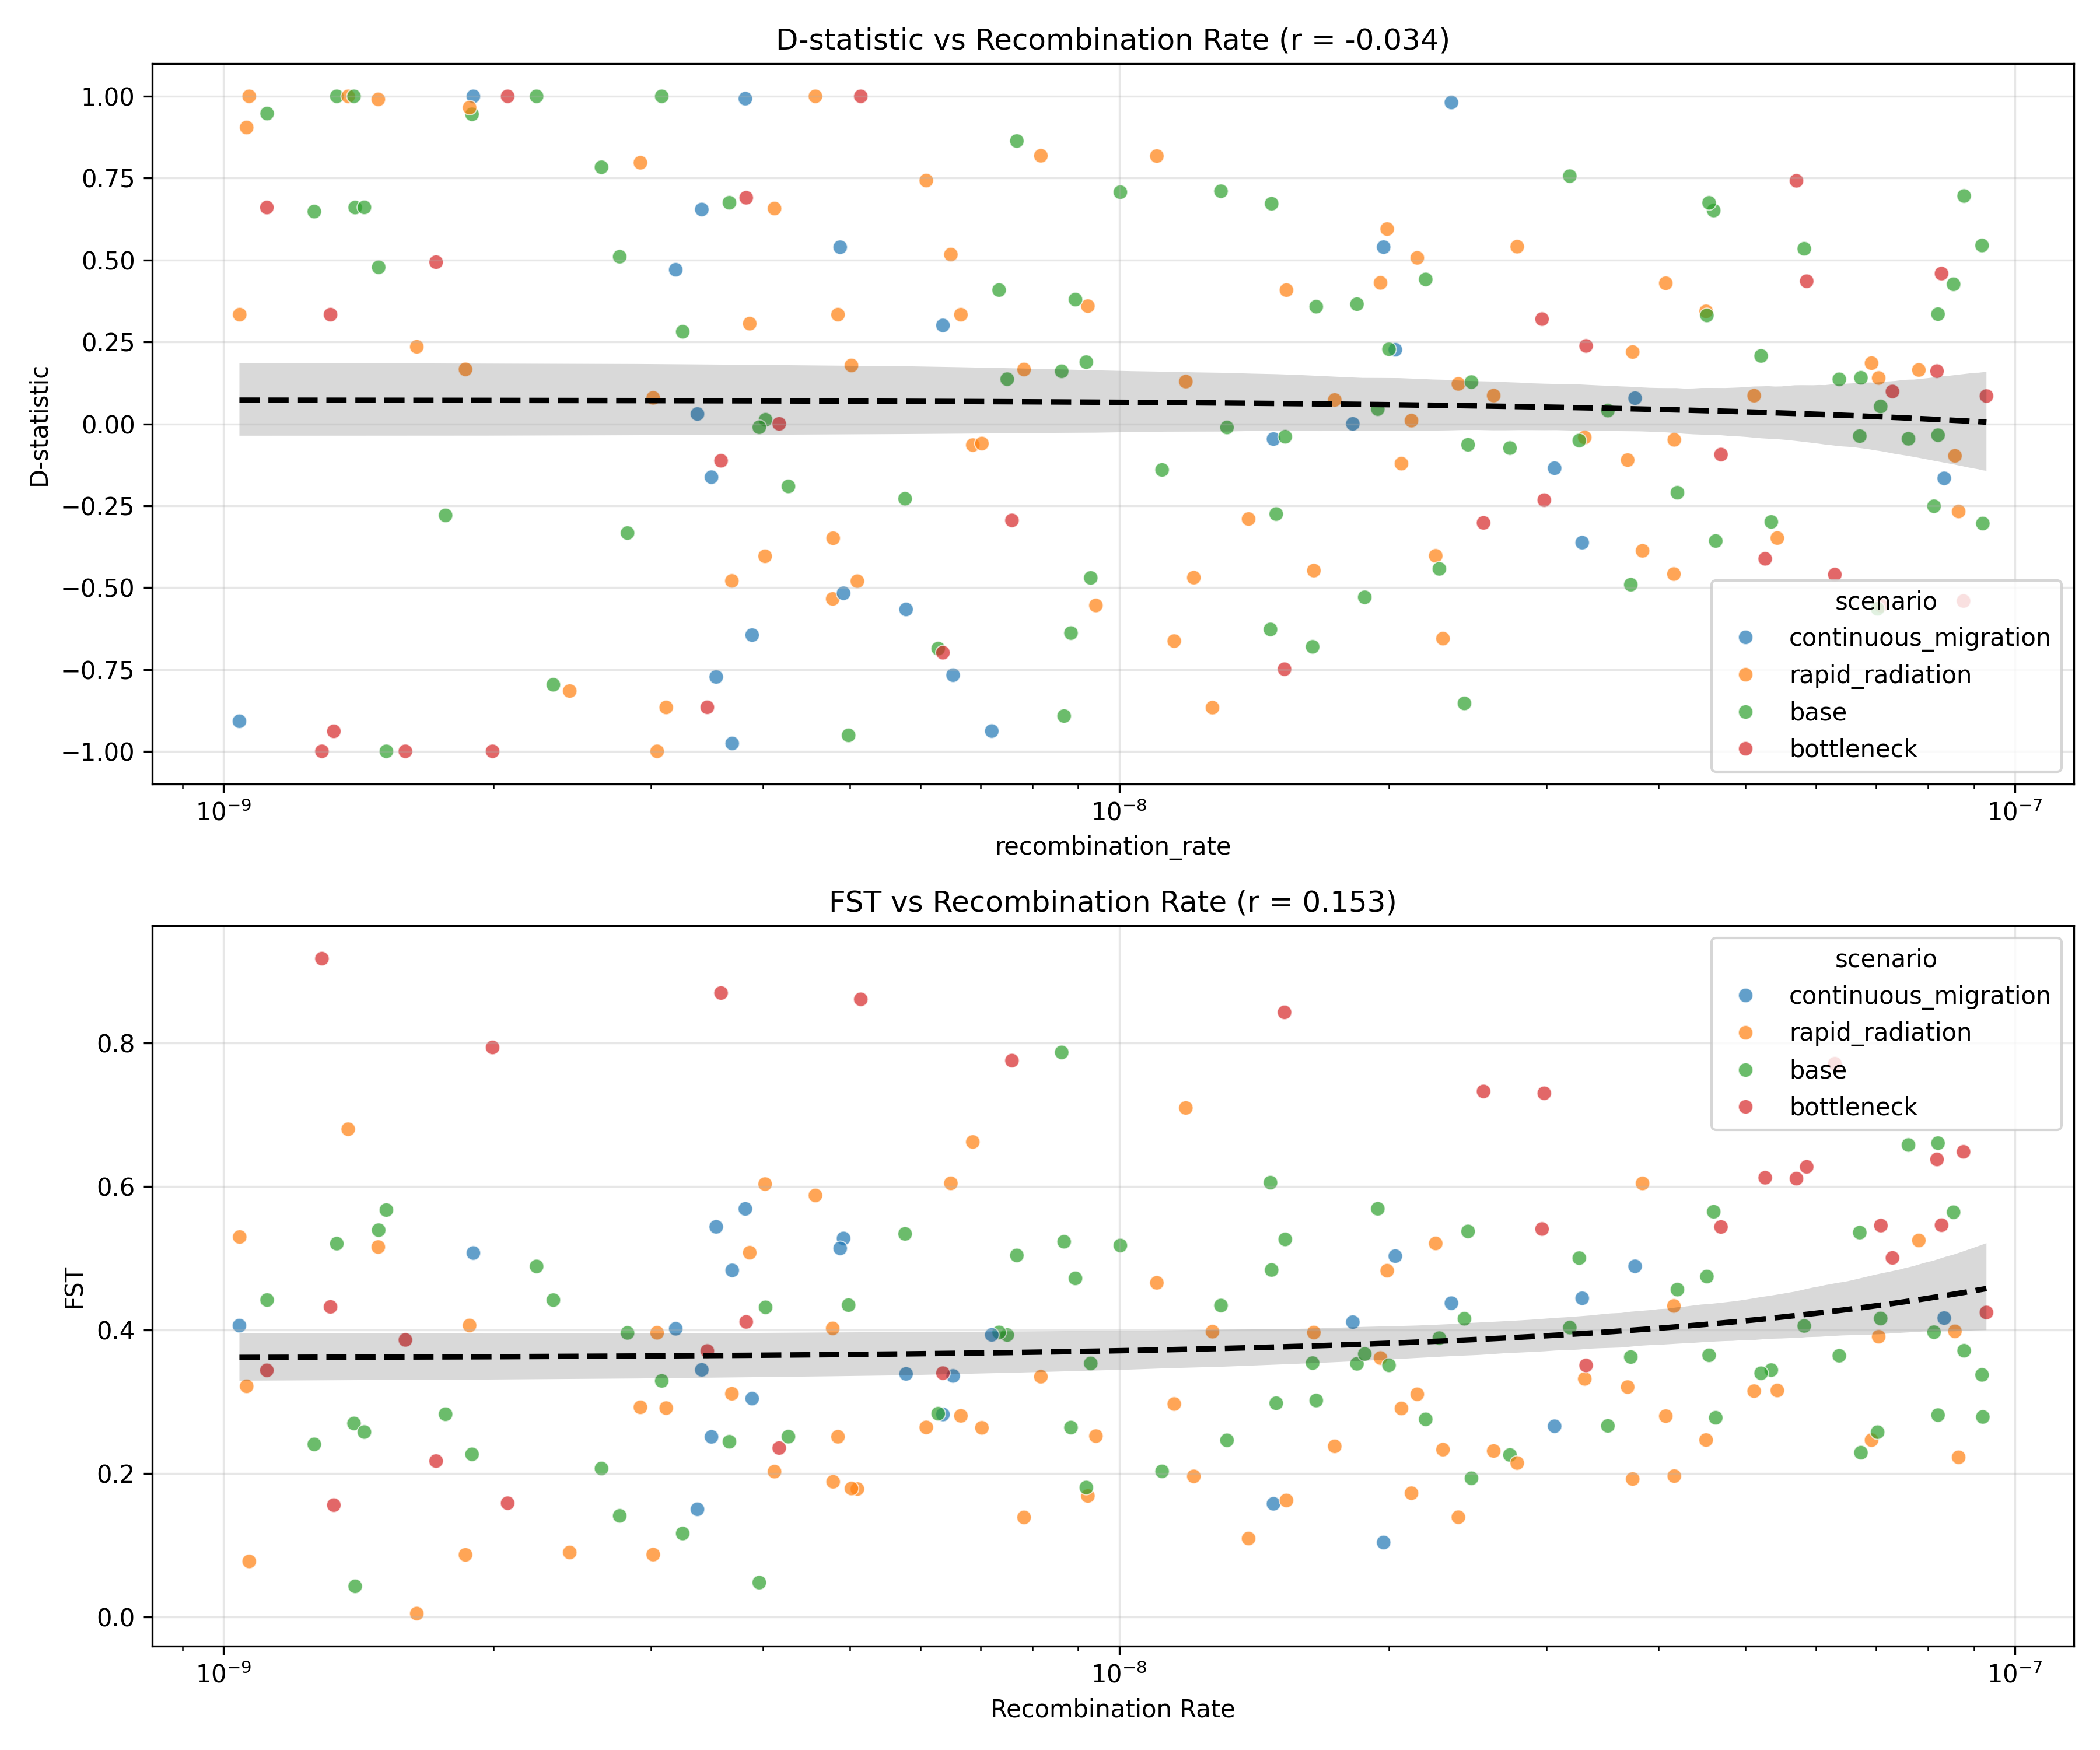 D-statistic vs Recombination Rate (r = -0.034)
1.00
0.75
0.50
0.25
0.00
−0.25
−0.50
−0.75
−1.00
D-statistic
scenario
continuous_migration
rapid_radiation
base
bottleneck
10⁻⁹
10⁻⁸
10⁻⁷
recombination_rate
FST vs Recombination Rate (r = 0.153)
scenario
continuous_migration
rapid_radiation
base
bottleneck
0.8
0.6
0.4
0.2
0.0
FST
10⁻⁹
10⁻⁸
10⁻⁷
Recombination Rate